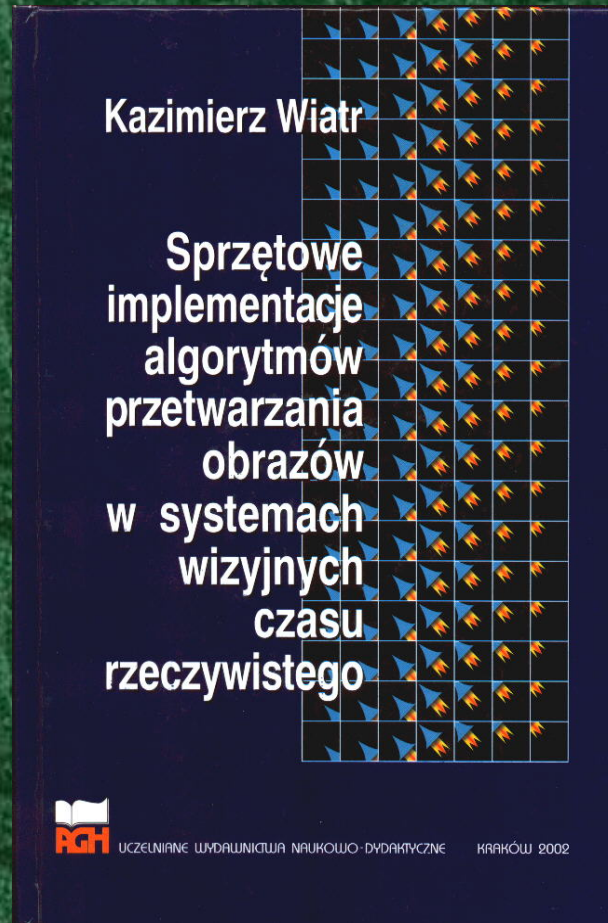 Kazimierz Wiatr
Sprzętowe
implementacje
algorytmów
przetwarzania
obrazów
w systemach
wizyjnych
czasu
rzeczywistego
AGH
UCZELNIANE WYDAWNICTWA NAUKOWO-DYDAKTYCZNE KRAKÓW 2002